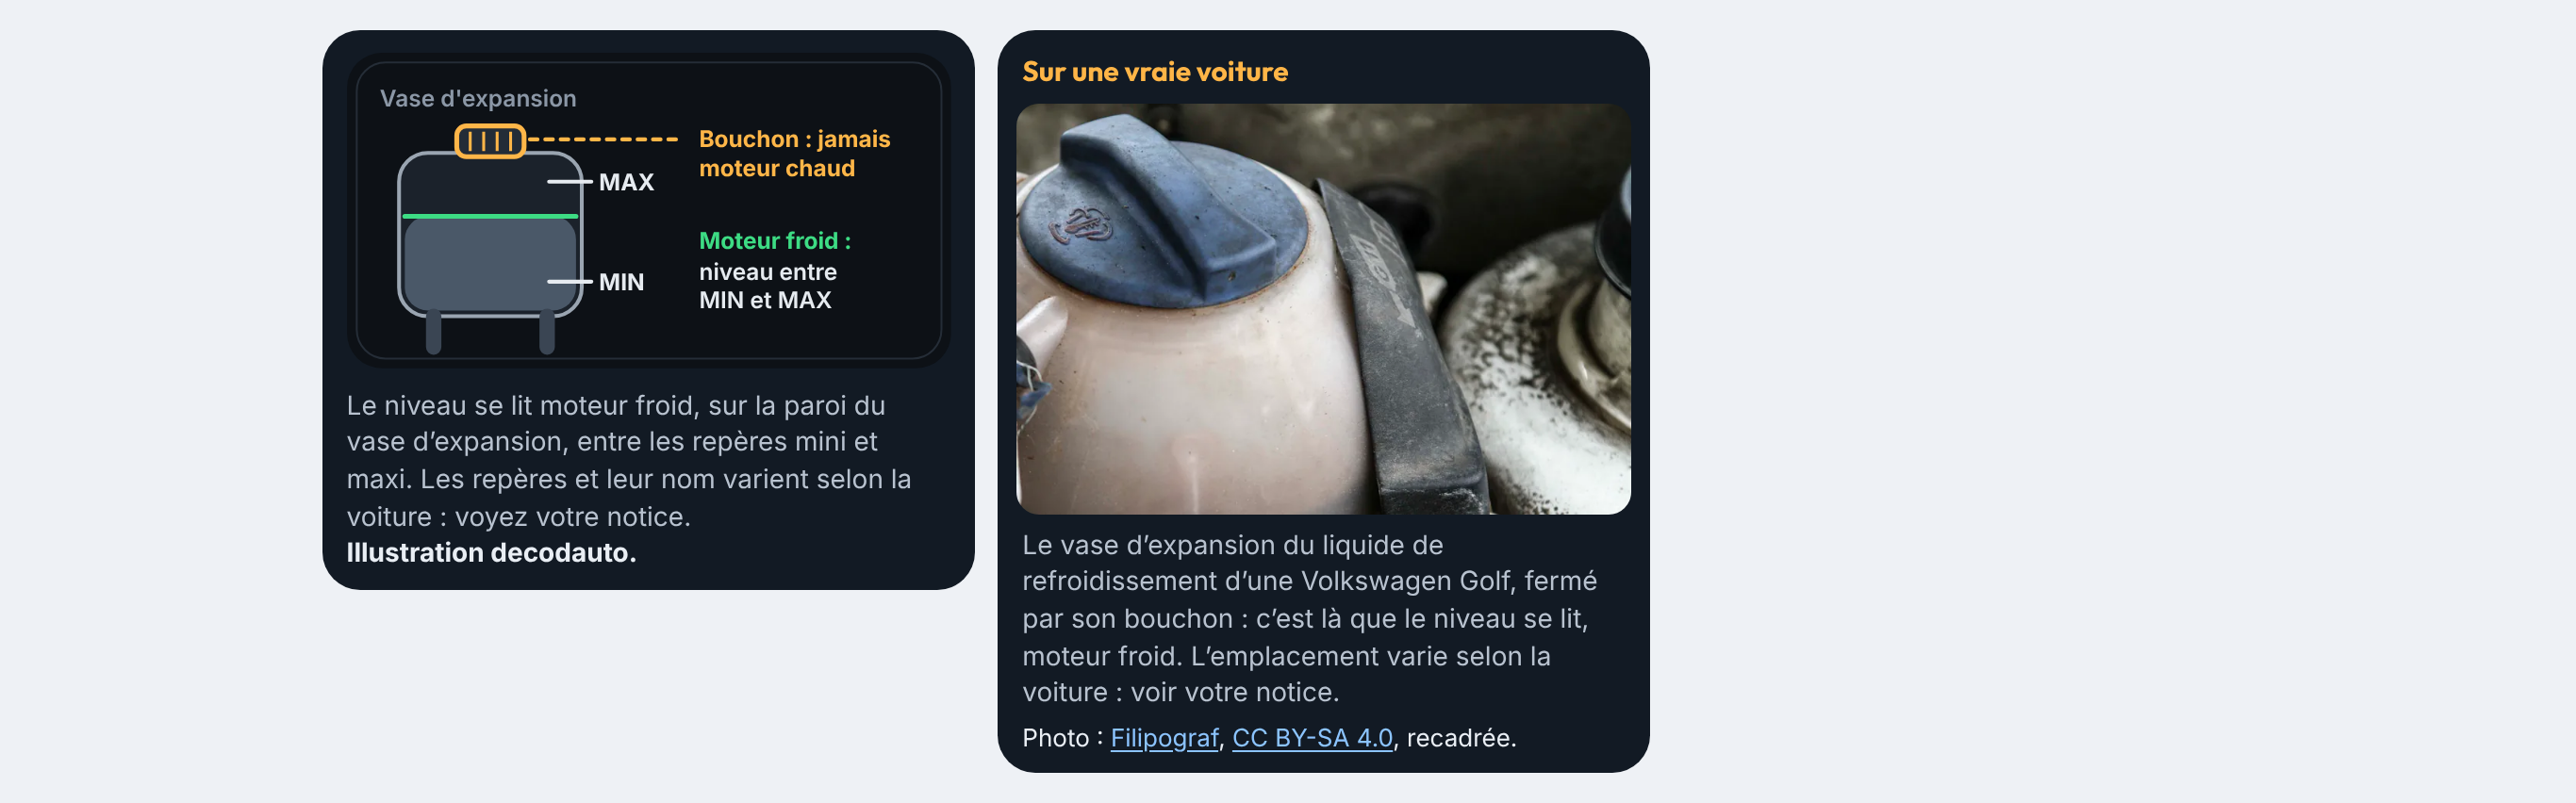 Vase d'expansion
Bouchon : jamais
moteur chaud
MAX
Moteur froid :
niveau entre
MIN et MAX
MIN
Le niveau se lit moteur froid, sur la paroi du
vase d’expansion, entre les repères mini et
maxi. Les repères et leur nom varient selon la
voiture : voyez votre notice.
Illustration decodauto.
Sur une vraie voiture
Le vase d’expansion du liquide de
refroidissement d’une Volkswagen Golf, fermé
par son bouchon : c’est là que le niveau se lit,
moteur froid. L’emplacement varie selon la
voiture : voir votre notice.
Photo : Filipograf, CC BY-SA 4.0, recadrée.